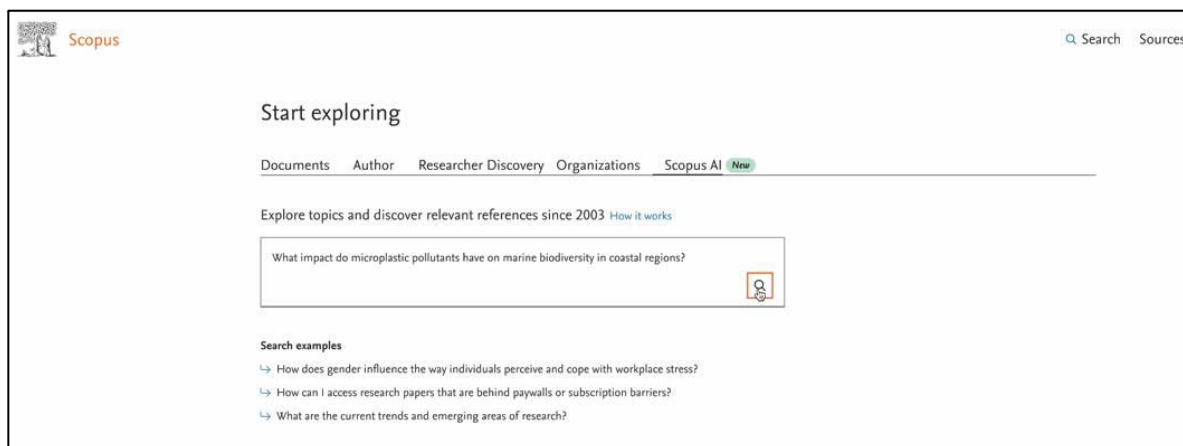 Scopus
Search Sources
Start exploring
Documents Author Researcher Discovery Organizations Scopus AI New
Explore topics and discover relevant references since 2003 How it works
What impact do microplastic pollutants have on marine biodiversity in coastal regions?
Search examples
How does gender influence the way individuals perceive and cope with workplace stress?
How can I access research papers that are behind paywalls or subscription barriers?
What are the current trends and emerging areas of research?